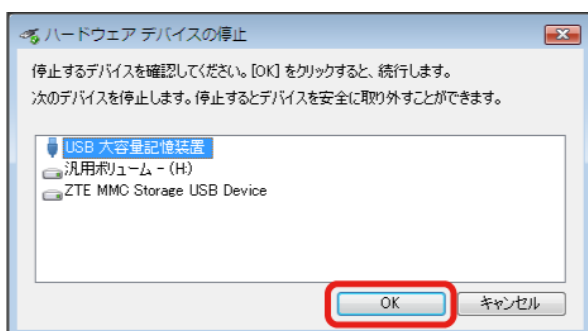 ハードウェア デバイスの停止
停止するデバイスを確認してください。[OK] をクリックすると、続行します。
次のデバイスを停止します。停止するとデバイスを安全に取り外すことができます。
USB 大容量記憶装置
汎用ボリューム - (H:)
ZTE MMC Storage USB Device
OK キャンセル